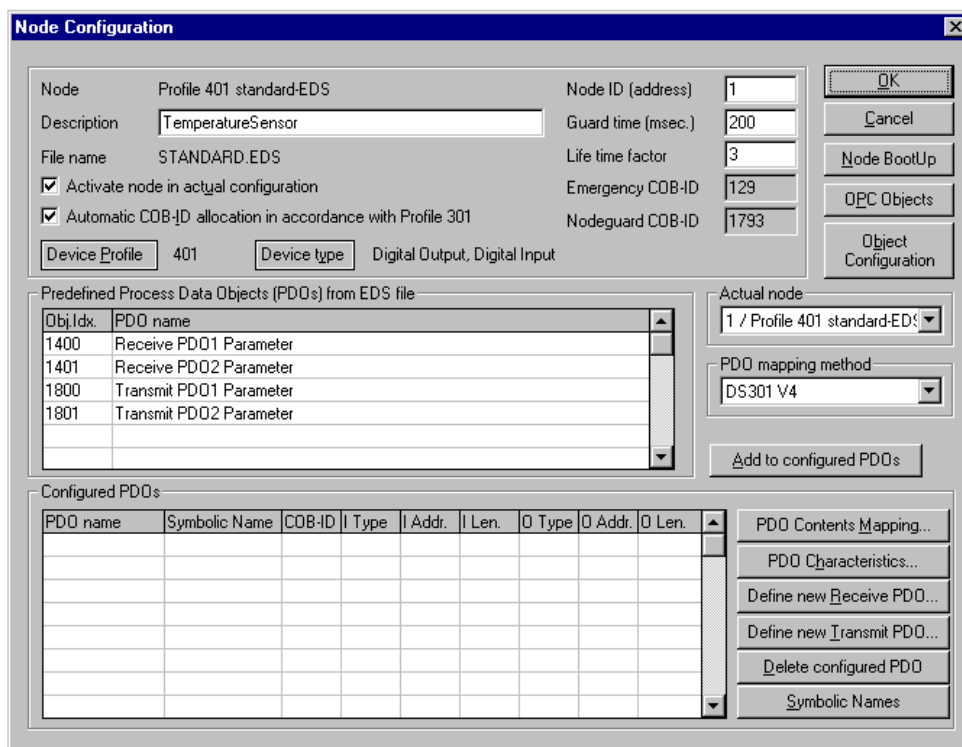 Node Configuration
Node Profile 401 standard-EDS
Description TemperatureSensor
File name STANDARD.EDS
Activate node in actual configuration
Automatic COB-ID allocation in accordance with Profile 301
Device Profile 401 Device type Digital Output, Digital Input
Node ID (address) 1
Guard time (msec.) 200
Life time factor 3
Emergency COB-ID 129
Nodeguard COB-ID 1793
OK
Cancel
Node BootUp
OPC Objects
Object
Configuration
Predefined Process Data Objects (PDOs) from EDS file
Obj.Idx. PDO name
1400 Receive PDO1 Parameter
1401 Receive PDO2 Parameter
1800 Transmit PDO1 Parameter
1801 Transmit PDO2 Parameter
Actual node
1 / Profile 401 standard-EDS
PDO mapping method
DS301 V4
Add to configured PDOs
Configured PDOs
PDO name Symbolic Name COB-ID I Type I Addr. I Len. O Type O Addr. O Len.
PDO Contents Mapping...
PDO Characteristics...
Define new Receive PDO...
Define new Transmit PDO...
Delete configured PDO
Symbolic Names